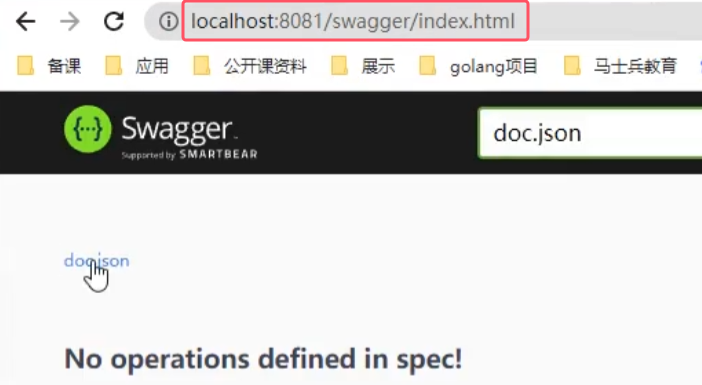 localhost:8081/swagger/index.html
备课 应用 公开课资料 展示 golang项目 马士兵教育
Swagger
Supported by SMARTBEAR
doc.json
doc.json
No operations defined in spec!